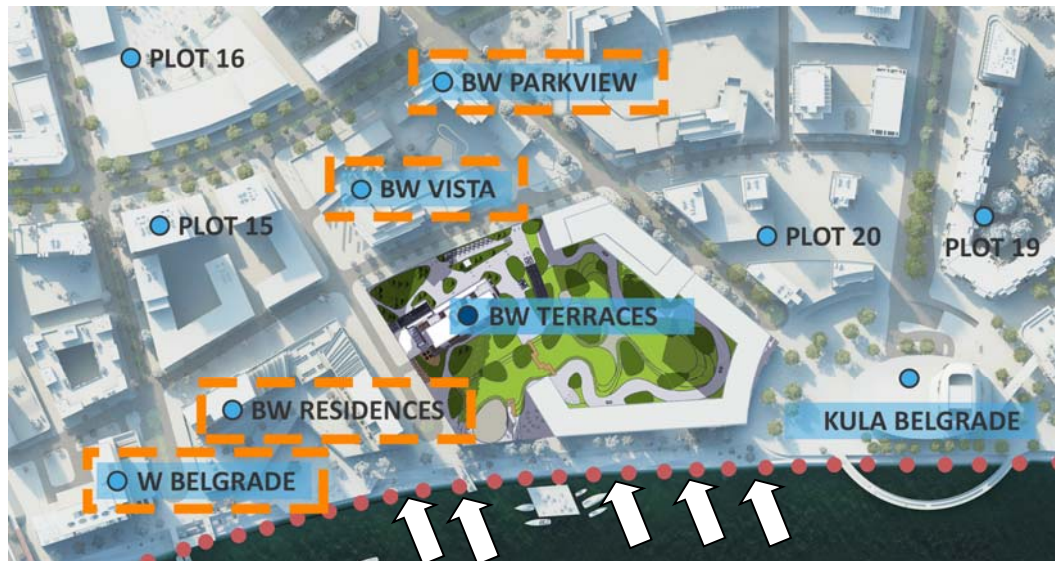 PLOT 16
BW PARKVIEW
BW VISTA
PLOT 15
PLOT 20
PLOT 19
BW TERRACES
BW RESIDENCES
KULA BELGRADE
W BELGRADE